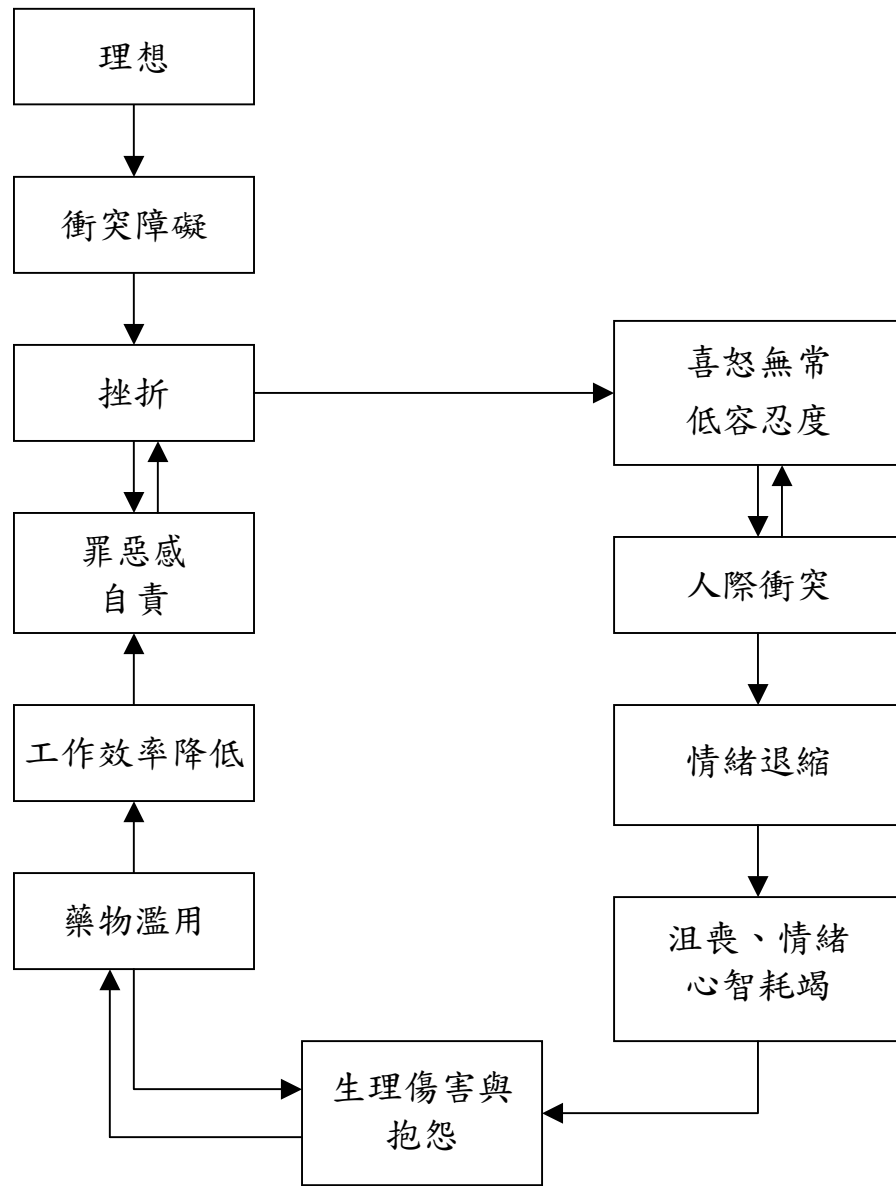 理想
衝突障礙
挫折
喜怒無常
低容忍度
罪惡感
自責
人際衝突
工作效率降低
情緒退縮
藥物濫用
沮喪、情緒
心智耗竭
生理傷害與
抱怨